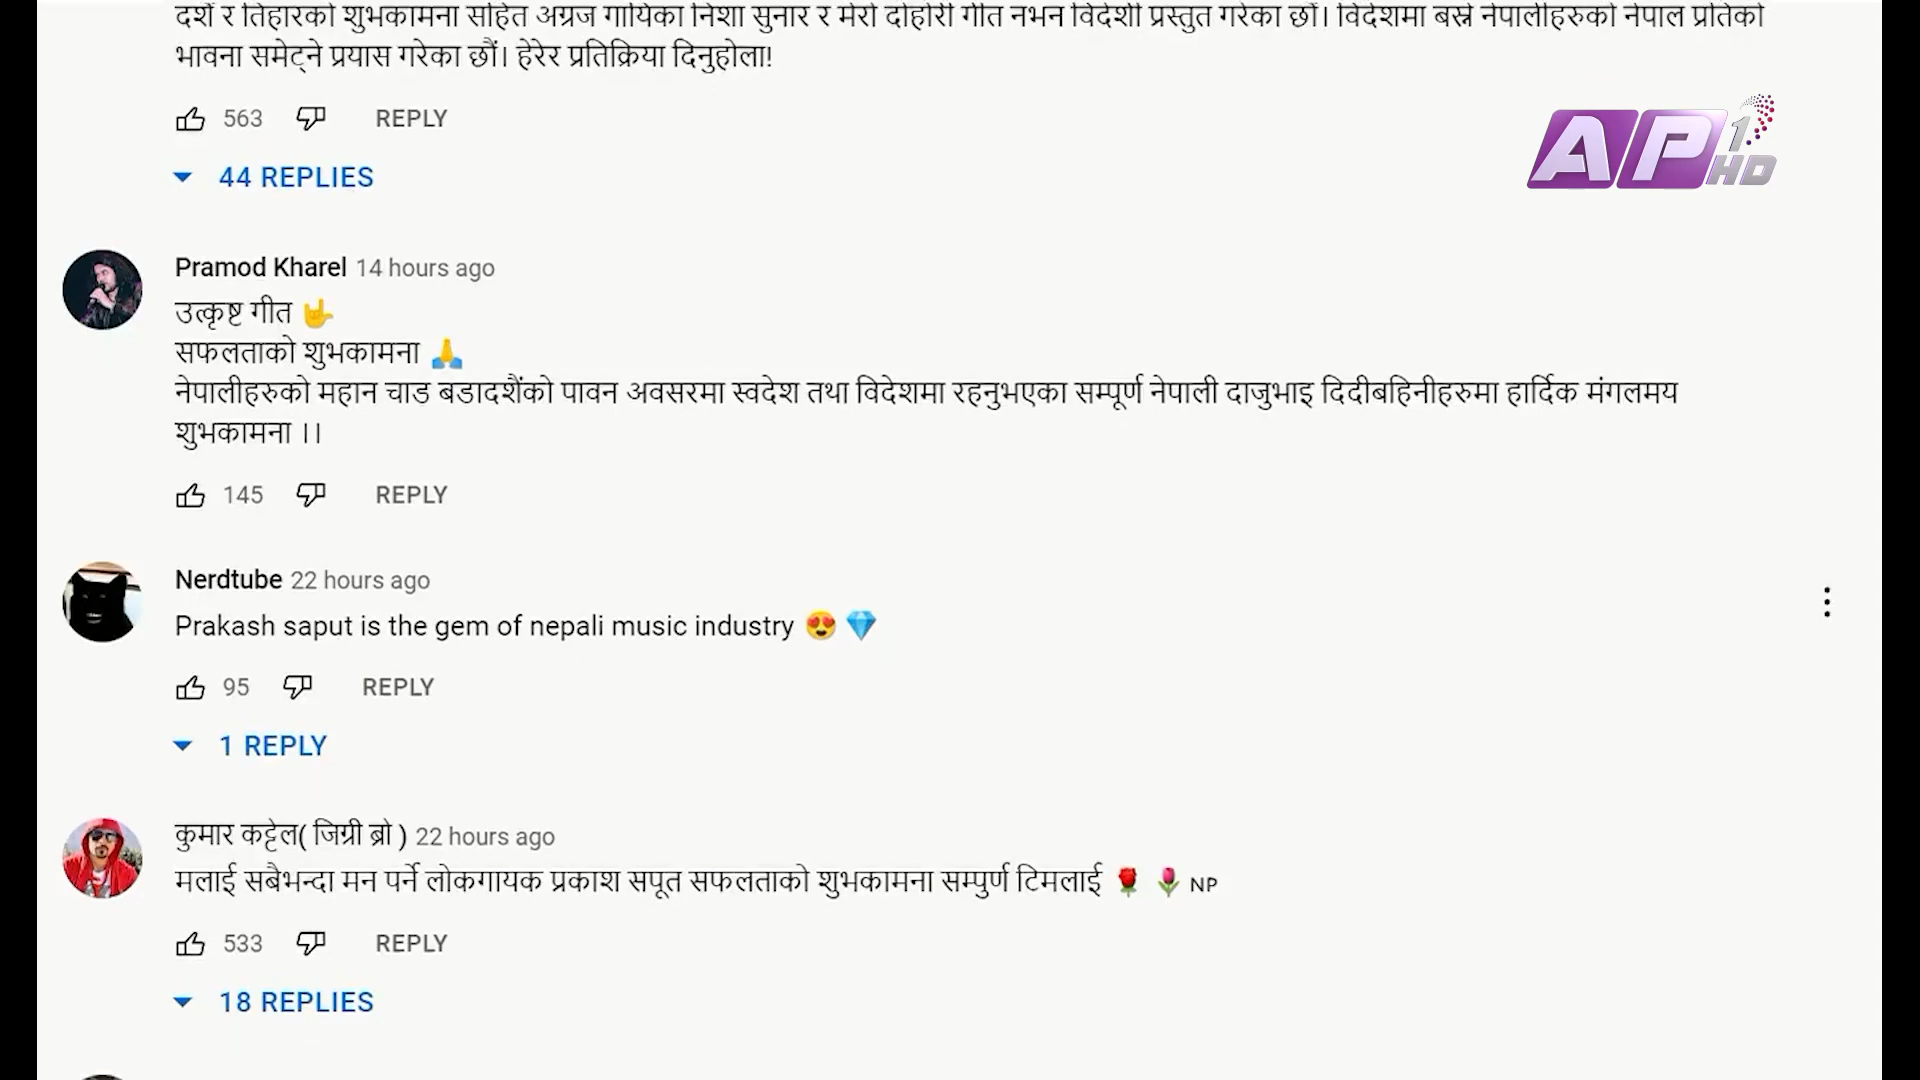 दशैं र तिहारको शुभकामना सहित अग्रज गायिका निशा सुनार र मेरो दोहोरी गीत नभन विदेशी प्रस्तुत गरेका छौं। विदेशमा बस्ने नेपालीहरुको नेपाल प्रतिको
भावना समेट्ने प्रयास गरेका छौं। हेरेर प्रतिक्रिया दिनुहोला!
563 REPLY
AP1 HD
44 REPLIES
Pramod Kharel 14 hours ago
उत्कृष्ट गीत 🤟
सफलताको शुभकामना 🙏
नेपालीहरुको महान चाड बडादशैंको पावन अवसरमा स्वदेश तथा विदेशमा रहनुभएका सम्पूर्ण नेपाली दाजुभाइ दिदीबहिनीहरुमा हार्दिक मंगलमय
शुभकामना ।।
145 REPLY
Nerdtube 22 hours ago
Prakash saput is the gem of nepali music industry 😍 💎
95 REPLY
1 REPLY
कुमार कट्टेल( जिग्री ब्रो ) 22 hours ago
मलाई सबैभन्दा मन पर्ने लोकगायक प्रकाश सपूत सफलताको शुभकामना सम्पुर्ण टिमलाई 🌹 🌷 NP
533 REPLY
18 REPLIES